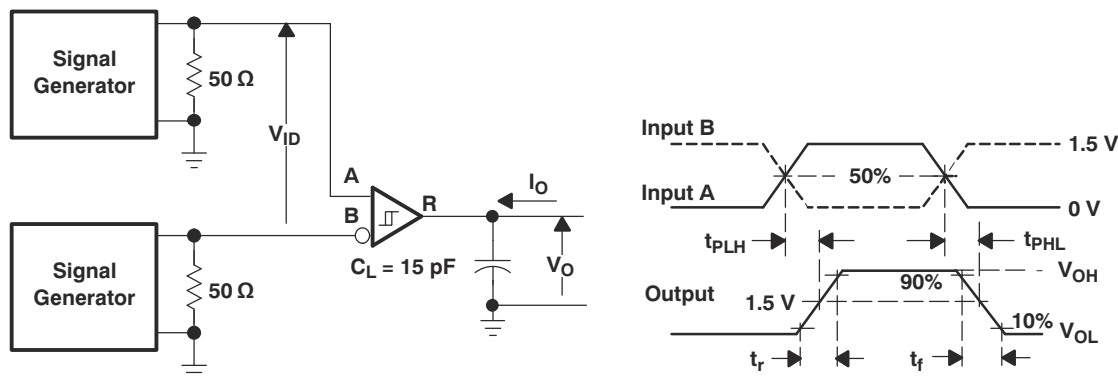 Signal
Generator
50 Ω
V_ID
A
B
R
I_O
C_L = 15 pF
V_O
Signal
Generator
50 Ω
Input B
1.5 V
50%
Input A
0 V
t_PLH
t_PHL
V_OH
90%
Output
1.5 V
10%
V_OL
t_r
t_f